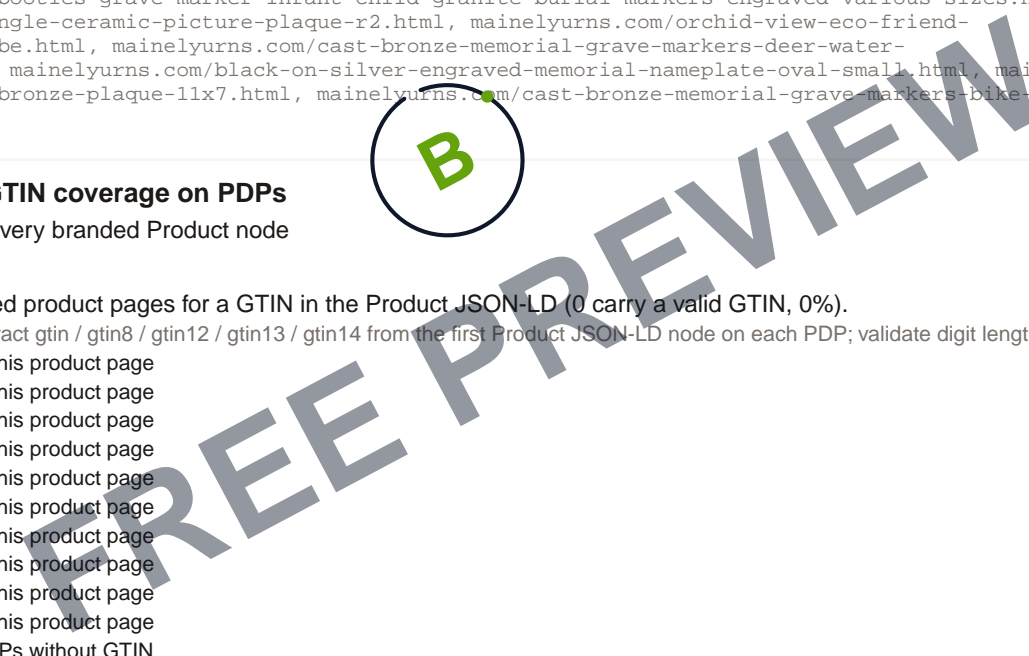 ngle-ceramic-picture-plaque-r2.html, mainelyurns.com/orchid-view-eco-friend-
be.html, mainelyurns.com/cast-bronze-memorial-grave-markers-deer-water-
mainelyurns.com/black-on-silver-engraved-memorial-nameplate-oval-small.html, mai
bronze-plaque-11x7.html, mainelyurns.com/cast-bronze-memorial-grave-markers-bike-
B
GTIN coverage on PDPs
very branded Product node
ed product pages for a GTIN in the Product JSON-LD (0 carry a valid GTIN, 0%).
ract gtin / gtin8 / gtin12 / gtin13 / gtin14 from the first Product JSON-LD node on each PDP; validate digit lengt
his product page
his product page
his product page
his product page
his product page
his product page
his product page
his product page
his product page
his product page
Ps without GTIN
FREE PREVIEW